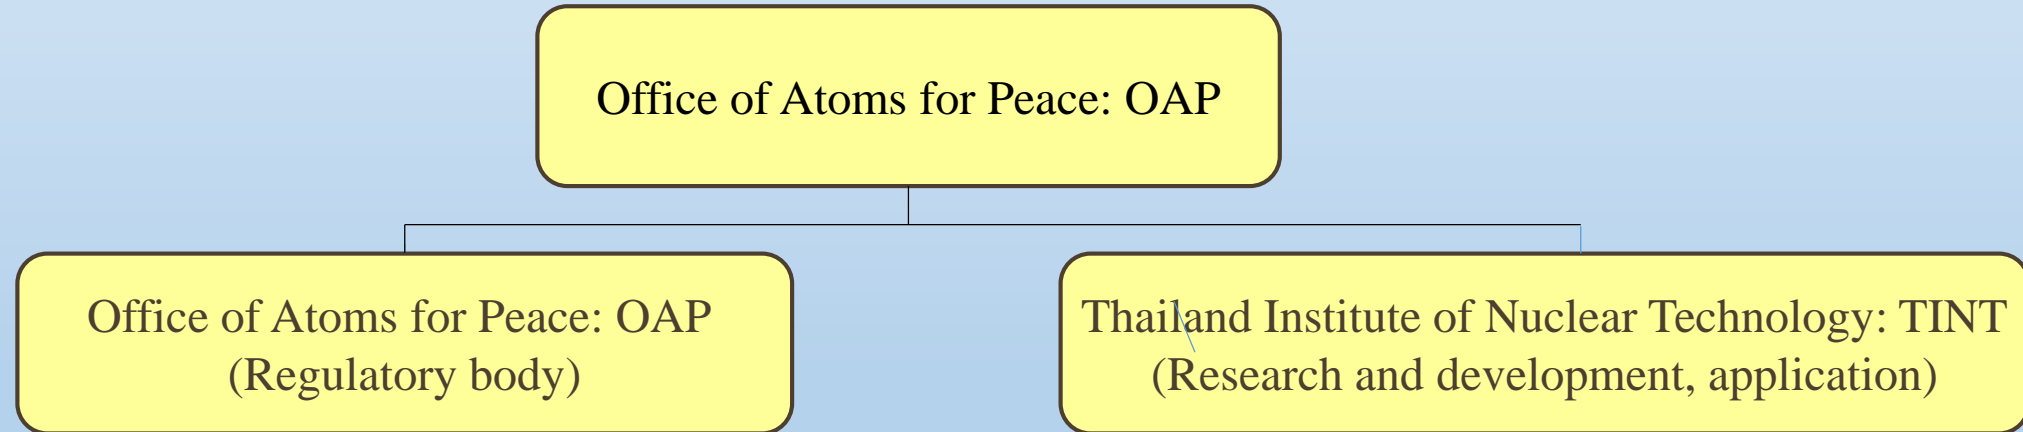 Office of Atoms for Peace: OAP
Office of Atoms for Peace: OAP
(Regulatory body)
Thailand Institute of Nuclear Technology: TINT
(Research and development, application)